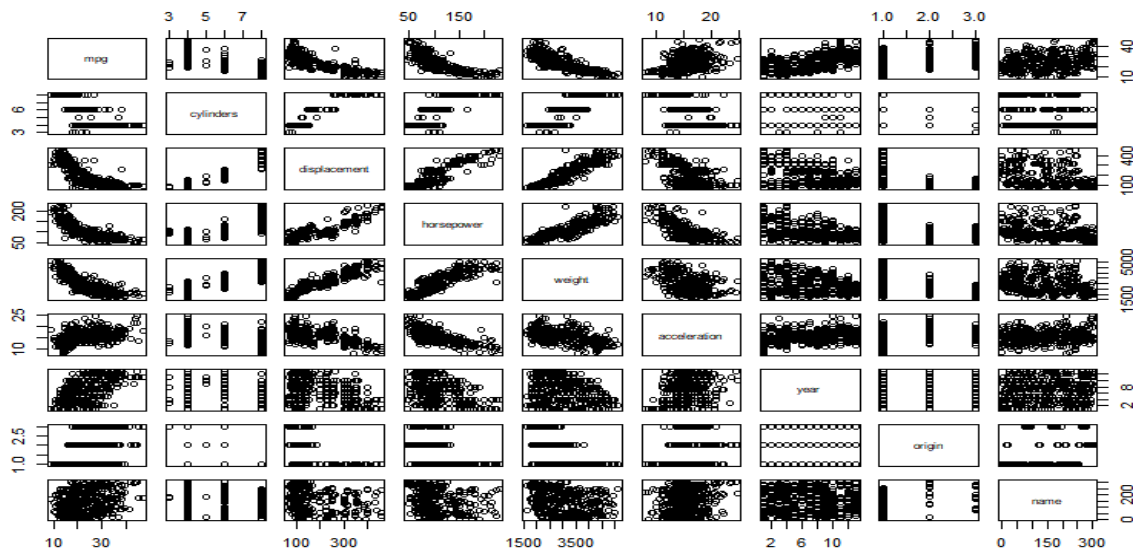 3 5 7 50 150 10 20 1.0 2.0 3.0
mpg 10 40
3 6 cylinders
displacement 100 400
50 200 horsepower
weight 1500 5000
10 25 acceleration
year 2 8
1.0 2.5 origin
name 0 200
10 30 100 300 1500 3500 2 6 10 0 150 300